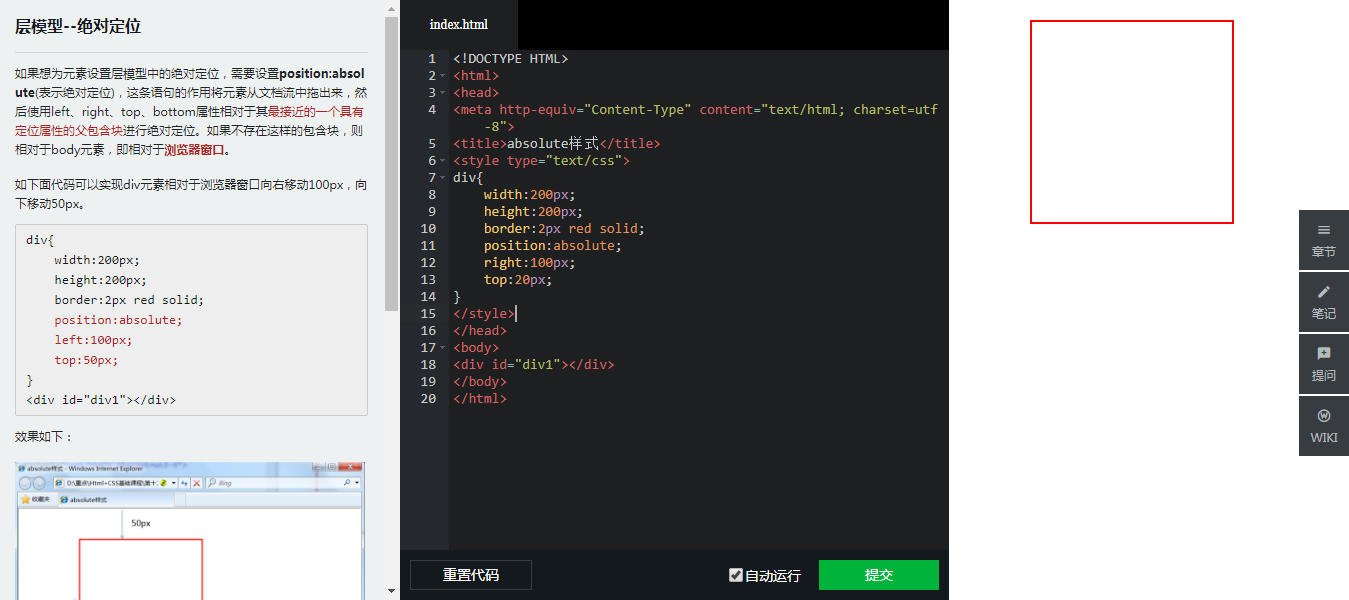 层模型--绝对定位
如果想为元素设置层模型中的绝对定位，需要设置position:absol
ute(表示绝对定位)，这条语句的作用将元素从文档流中拖出来，然
后使用left、right、top、bottom属性相对于其最接近的一个具有
定位属性的父包含块进行绝对定位。如果不存在这样的包含块，则
相对于body元素，即相对于浏览器窗口。
如下面代码可以实现div元素相对于浏览器窗口向右移动100px，向
下移动50px。
div{
width:200px;
height:200px;
border:2px red solid;
position:absolute;
left:100px;
top:50px;
}
<div id="div1"></div>
效果如下：
absolute样式 - Windows Internet Explorer
D:\重点\Html+CSS基础课程\第十
Bing
收藏夹
absolute样式
50px
index.html
1 <!DOCTYPE HTML>
2 <html>
3 <head>
4 <meta http-equiv="Content-Type" content="text/html; charset=utf
-8">
5 <title>absolute样式</title>
6 <style type="text/css">
7 div{
8 width:200px;
9 height:200px;
10 border:2px red solid;
11 position:absolute;
12 right:100px;
13 top:20px;
14 }
15 </style>
16 </head>
17 <body>
18 <div id="div1"></div>
19 </body>
20 </html>
重置代码
自动运行
提交
章节
笔记
提问
WIKI